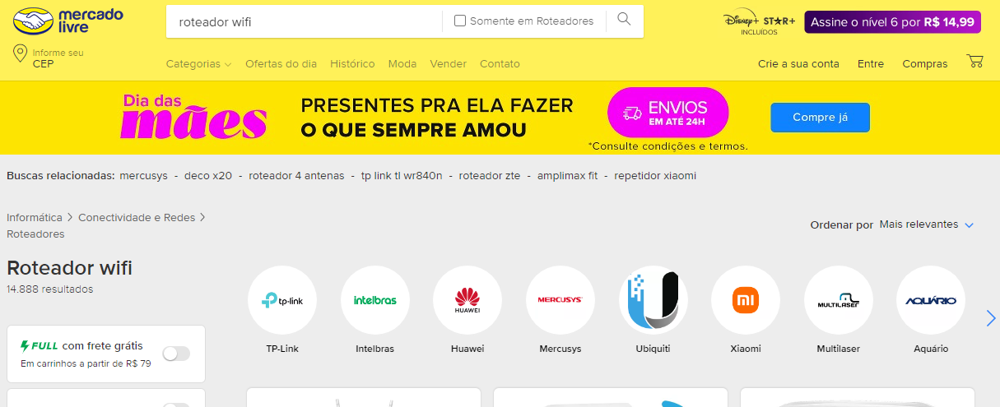 mercado
livre
roteador wifi
Somente em Roteadores
Disney+ STAR+
INCLUÍDOS
Assine o nível 6 por R$ 14,99
Informe seu
CEP
Categorias
Ofertas do dia
Histórico
Moda
Vender
Contato
Crie a sua conta
Entre
Compras
Dia das
mães
PRESENTES PRA ELA FAZER
O QUE SEMPRE AMOU
ENVIOS
EM ATÉ 24H
*Consulte condições e termos.
Compre já
Buscas relacionadas: mercusys - deco x20 - roteador 4 antenas - tp link tl wr840n - roteador zte - amplimax fit - repetidor xiaomi
Informática > Conectividade e Redes >
Roteadores
Ordenar por Mais relevantes
Roteador wifi
14.888 resultados
FULL com frete grátis
Em carrinhos a partir de R$ 79
tp-link
intelbras
HUAWEI
MERCUSYS
U
mi
MULTILASER
AQUÁRIO
TP-Link
Intelbras
Huawei
Mercusys
Ubiquiti
Xiaomi
Multilaser
Aquário